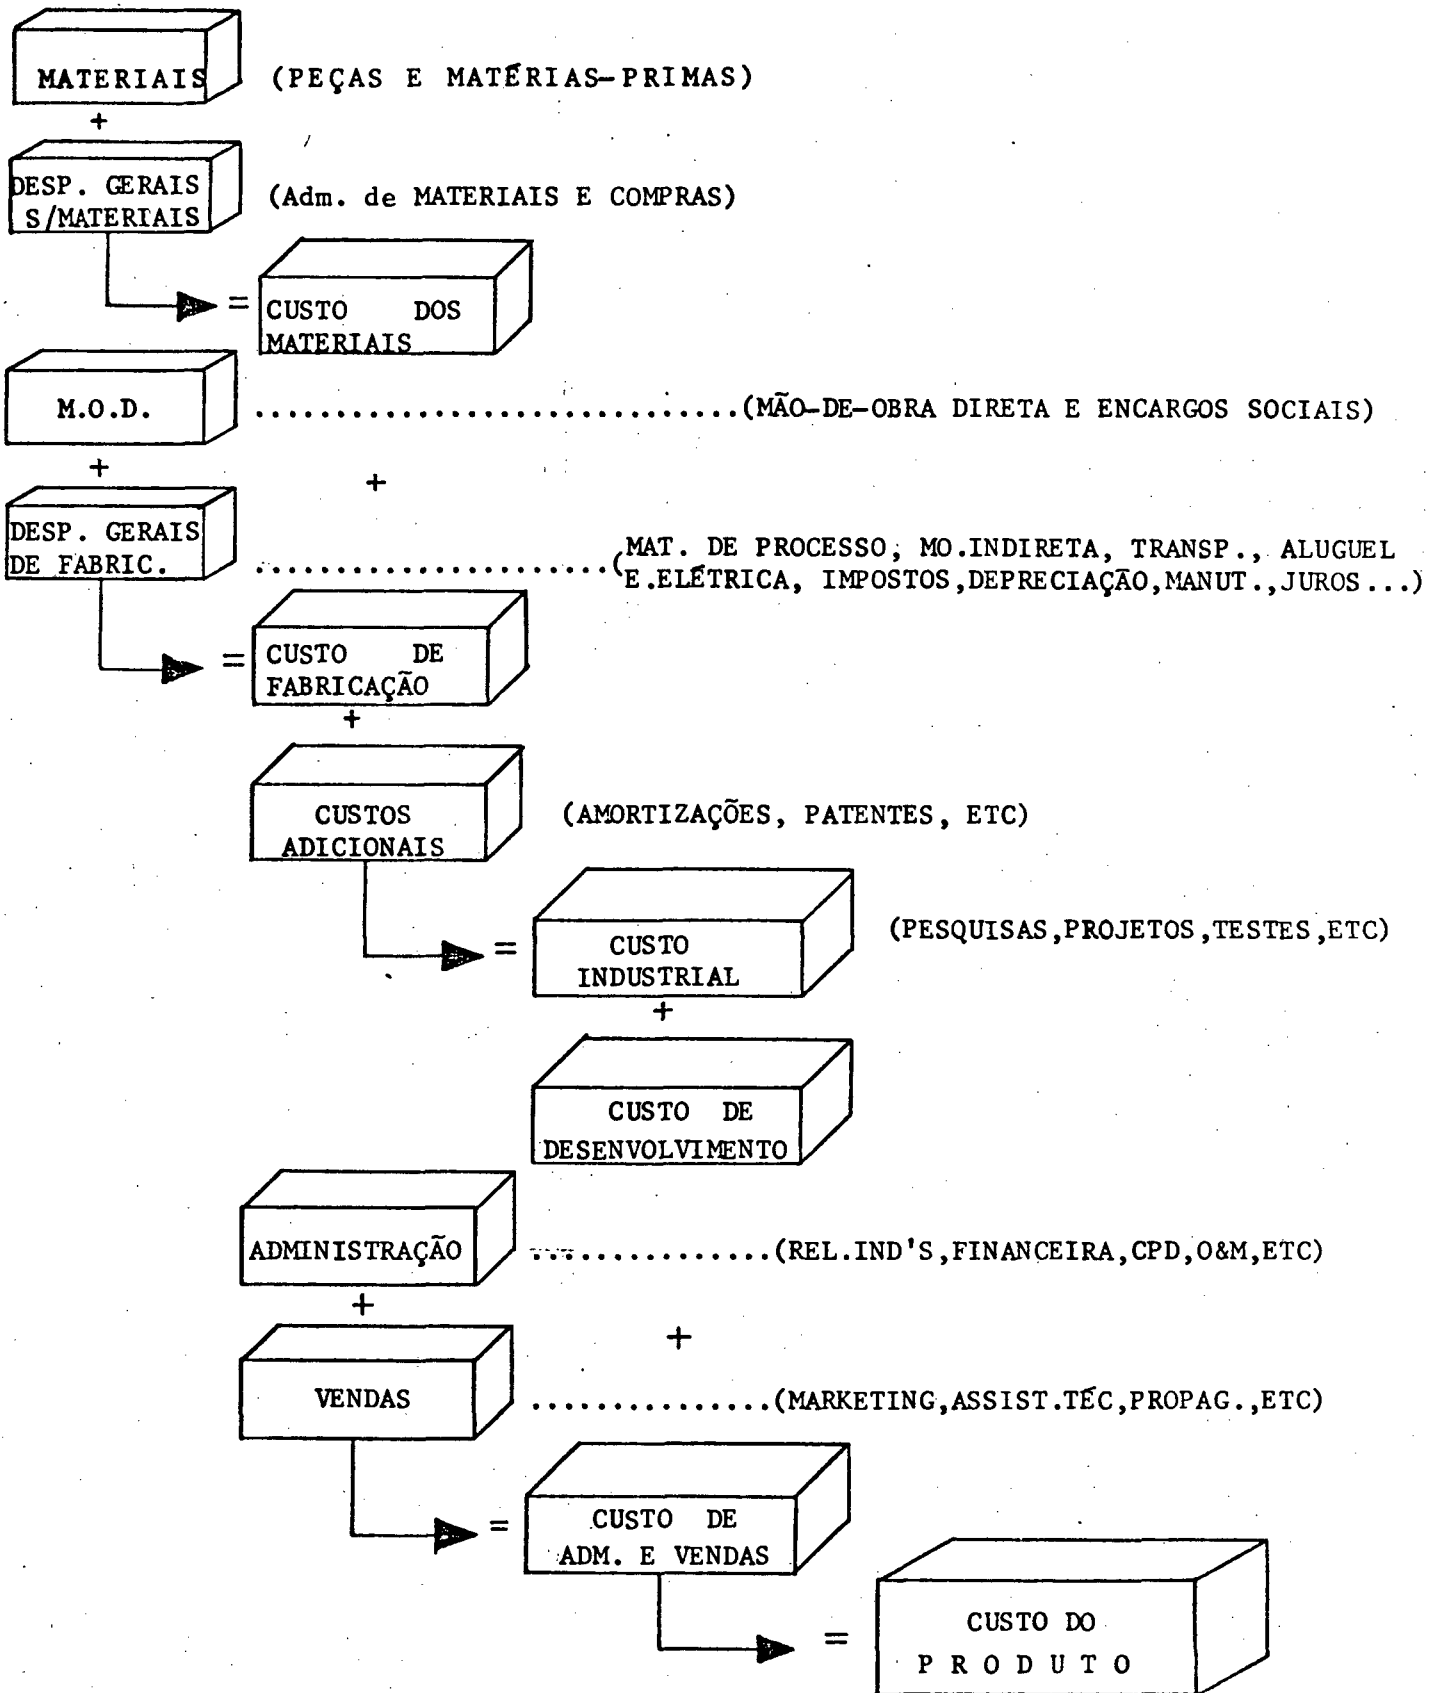 MATERIAIS (PEÇAS E MATÉRIAS-PRIMAS)
+
DESP. GERAIS
S/MATERIAIS
(Adm. de MATERIAIS E COMPRAS)
=
CUSTO DOS
MATERIAIS
M.O.D. ..............................(MÃO-DE-OBRA DIRETA E ENCARGOS SOCIAIS)
+
+
DESP. GERAIS
DE FABRIC.
......................(MAT. DE PROCESSO, MO.INDIRETA, TRANSP., ALUGUEL
E.ELÉTRICA, IMPOSTOS,DEPRECIAÇÃO,MANUT.,JUROS...)
=
CUSTO DE
FABRICAÇÃO
+
CUSTOS
ADICIONAIS
(AMORTIZAÇÕES, PATENTES, ETC)
=
CUSTO
INDUSTRIAL
(PESQUISAS,PROJETOS,TESTES,ETC)
+
CUSTO DE
DESENVOLVIMENTO
ADMINISTRAÇÃO ...............(REL.IND'S,FINANCEIRA,CPD,O&M,ETC)
+
+
VENDAS ...............(MARKETING,ASSIST.TÉC,PROPAG.,ETC)
=
CUSTO DE
ADM. E VENDAS
=
CUSTO DO
P R O D U T O